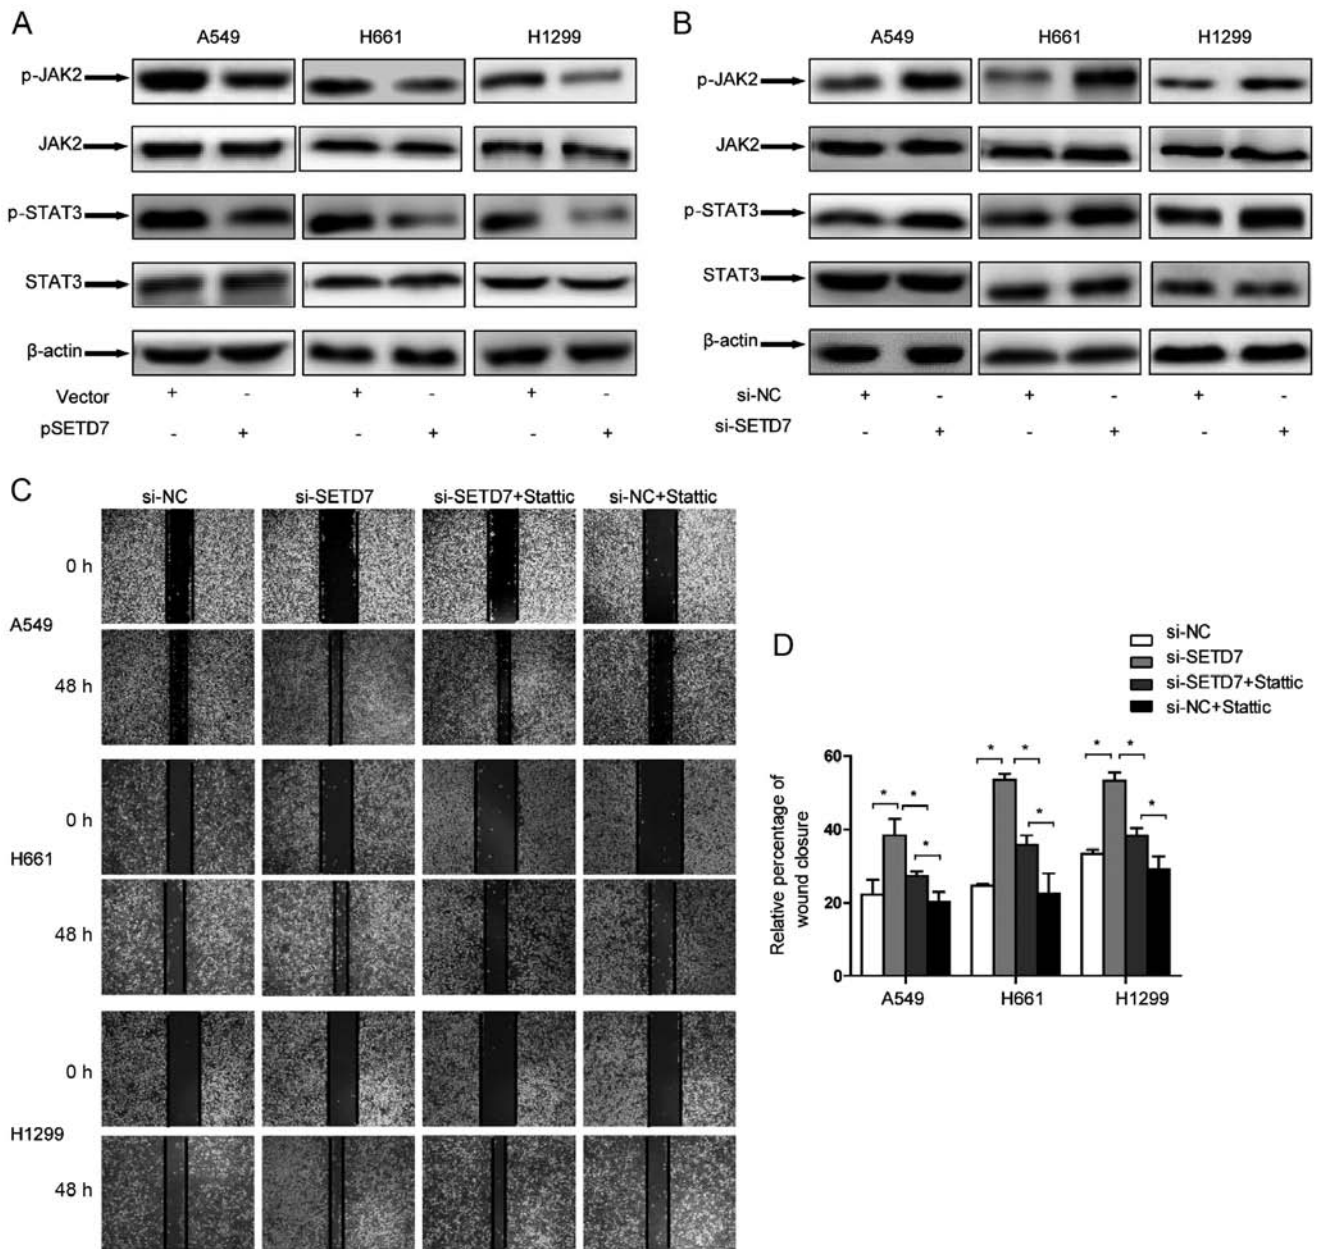 A
A549 H661 H1299
p-JAK2
JAK2
p-STAT3
STAT3
β-actin
Vector + - + - + -
pSETD7 - + - + - +
B
A549 H661 H1299
p-JAK2
JAK2
p-STAT3
STAT3
β-actin
si-NC + - + - + -
si-SETD7 - + - + - +
C
si-NC si-SETD7 si-SETD7+Stattic si-NC+Stattic
0 h
A549
48 h
0 h
H661
48 h
0 h
H1299
48 h
D
si-NC
si-SETD7
si-SETD7+Stattic
si-NC+Stattic
Relative percentage of
wound closure
60
40
20
0
* * * * * * * * *
A549 H661 H1299